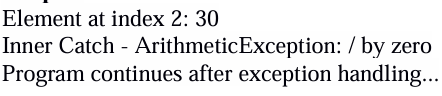 Element at index 2: 30
Inner Catch - ArithmeticException: / by zero
Program continues after exception handling...